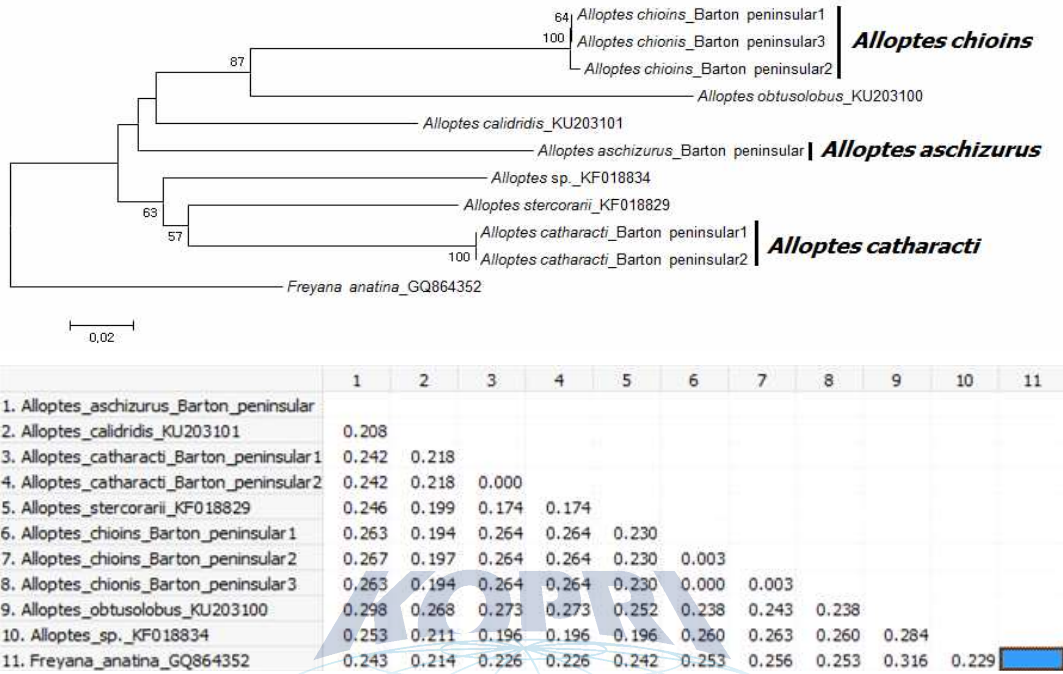 64 Alloptes chioins_Barton peninsular1
100 Alloptes chionis_Barton peninsular3
Alloptes chioins
Alloptes chioins_Barton peninsular2
87
Alloptes obtusolobus_KU203100
Alloptes calidridis_KU203101
Alloptes aschizurus_Barton peninsular Alloptes aschizurus
Alloptes sp._KF018834
63
Alloptes stercorarii_KF018829
57
Alloptes catharacti_Barton peninsular1
Alloptes catharacti
100 Alloptes catharacti_Barton peninsular2
Freyana anatina_GQ864352
0,02
1 2 3 4 5 6 7 8 9 10 11
1. Alloptes_aschizurus_Barton_peninsular
2. Alloptes_calidridis_KU203101 0.208
3. Alloptes_catharacti_Barton_peninsular1 0.242 0.218
4. Alloptes_catharacti_Barton_peninsular2 0.242 0.218 0.000
5. Alloptes_stercorarii_KF018829 0.246 0.199 0.174 0.174
6. Alloptes_chioins_Barton_peninsular1 0.263 0.194 0.264 0.264 0.230
7. Alloptes_chioins_Barton_peninsular2 0.267 0.197 0.264 0.264 0.230 0.003
8. Alloptes_chionis_Barton_peninsular3 0.263 0.194 0.264 0.264 0.230 0.000 0.003
9. Alloptes_obtusolobus_KU203100 0.298 0.268 0.273 0.273 0.252 0.238 0.243 0.238
10. Alloptes_sp._KF018834 0.253 0.211 0.196 0.196 0.196 0.260 0.263 0.260 0.284
11. Freyana_anatina_GQ864352 0.243 0.214 0.226 0.226 0.242 0.253 0.256 0.253 0.316 0.229
KOPRI